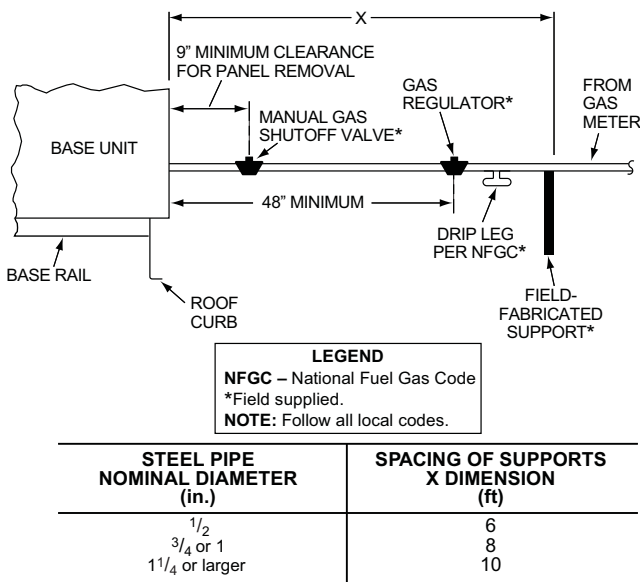 X
9” MINIMUM CLEARANCE
FOR PANEL REMOVAL
MANUAL GAS
SHUTOFF VALVE*
GAS
REGULATOR*
FROM
GAS
METER
BASE UNIT
48” MINIMUM
DRIP LEG
PER NFGC*
BASE RAIL
ROOF
CURB
FIELD-
FABRICATED
SUPPORT*
LEGEND
NFGC – National Fuel Gas Code
*Field supplied.
NOTE: Follow all local codes.
STEEL PIPE
NOMINAL DIAMETER
(in.)
SPACING OF SUPPORTS
X DIMENSION
(ft)
1/2 6
3/4 or 1 8
1 1/4 or larger 10